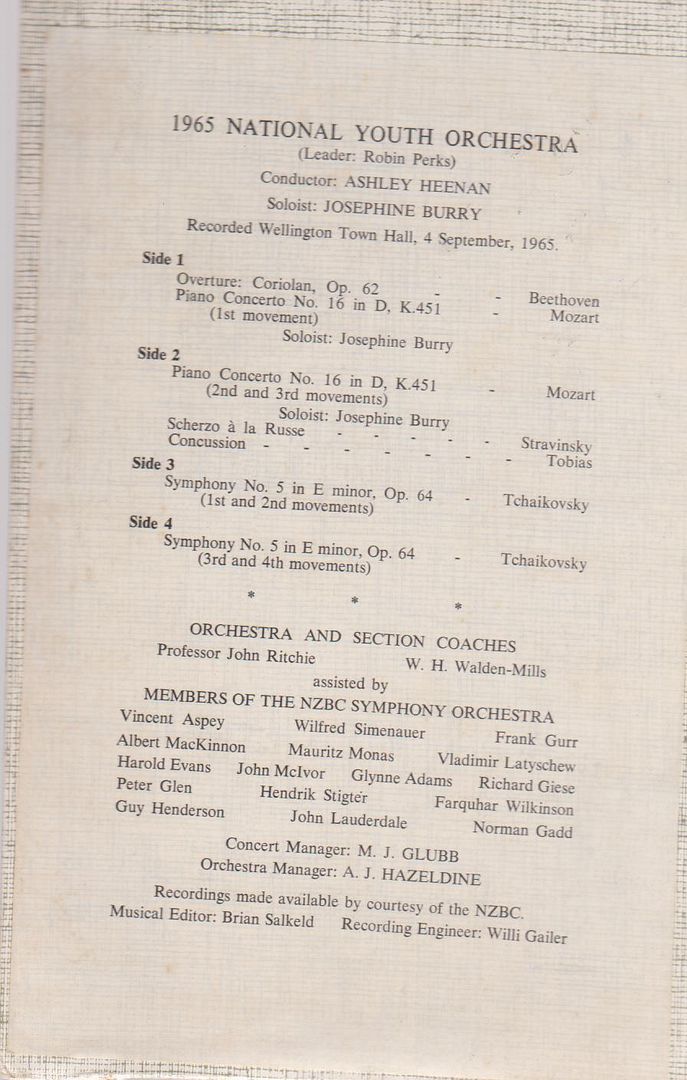 1965 NATIONAL YOUTH ORCHESTRA
(Leader: Robin Perks)
Conductor: ASHLEY HEENAN
Soloist: JOSEPHINE BURRY
Recorded Wellington Town Hall, 4 September, 1965.
Side 1
Overture: Coriolan, Op. 62 - - Beethoven
Piano Concerto No. 16 in D, K.451 - Mozart
(1st movement)
Soloist: Josephine Burry
Side 2
Piano Concerto No. 16 in D, K.451 - Mozart
(2nd and 3rd movements)
Soloist: Josephine Burry
Scherzo à la Russe - - - - - Stravinsky
Concussion - - - - - - - Tobias
Side 3
Symphony No. 5 in E minor, Op. 64 - Tchaikovsky
(1st and 2nd movements)
Side 4
Symphony No. 5 in E minor, Op. 64 - Tchaikovsky
(3rd and 4th movements)
* * *
ORCHESTRA AND SECTION COACHES
Professor John Ritchie W. H. Walden-Mills
assisted by
MEMBERS OF THE NZBC SYMPHONY ORCHESTRA
Vincent Aspey Wilfred Simenauer Frank Gurr
Albert MacKinnon Mauritz Monas Vladimir Latyschew
Harold Evans John McIvor Glynne Adams Richard Giese
Peter Glen Hendrik Stigter Farquhar Wilkinson
Guy Henderson John Lauderdale Norman Gadd
Concert Manager: M. J. GLUBB
Orchestra Manager: A. J. HAZELDINE
Recordings made available by courtesy of the NZBC.
Musical Editor: Brian Salkeld Recording Engineer: Willi Gailer